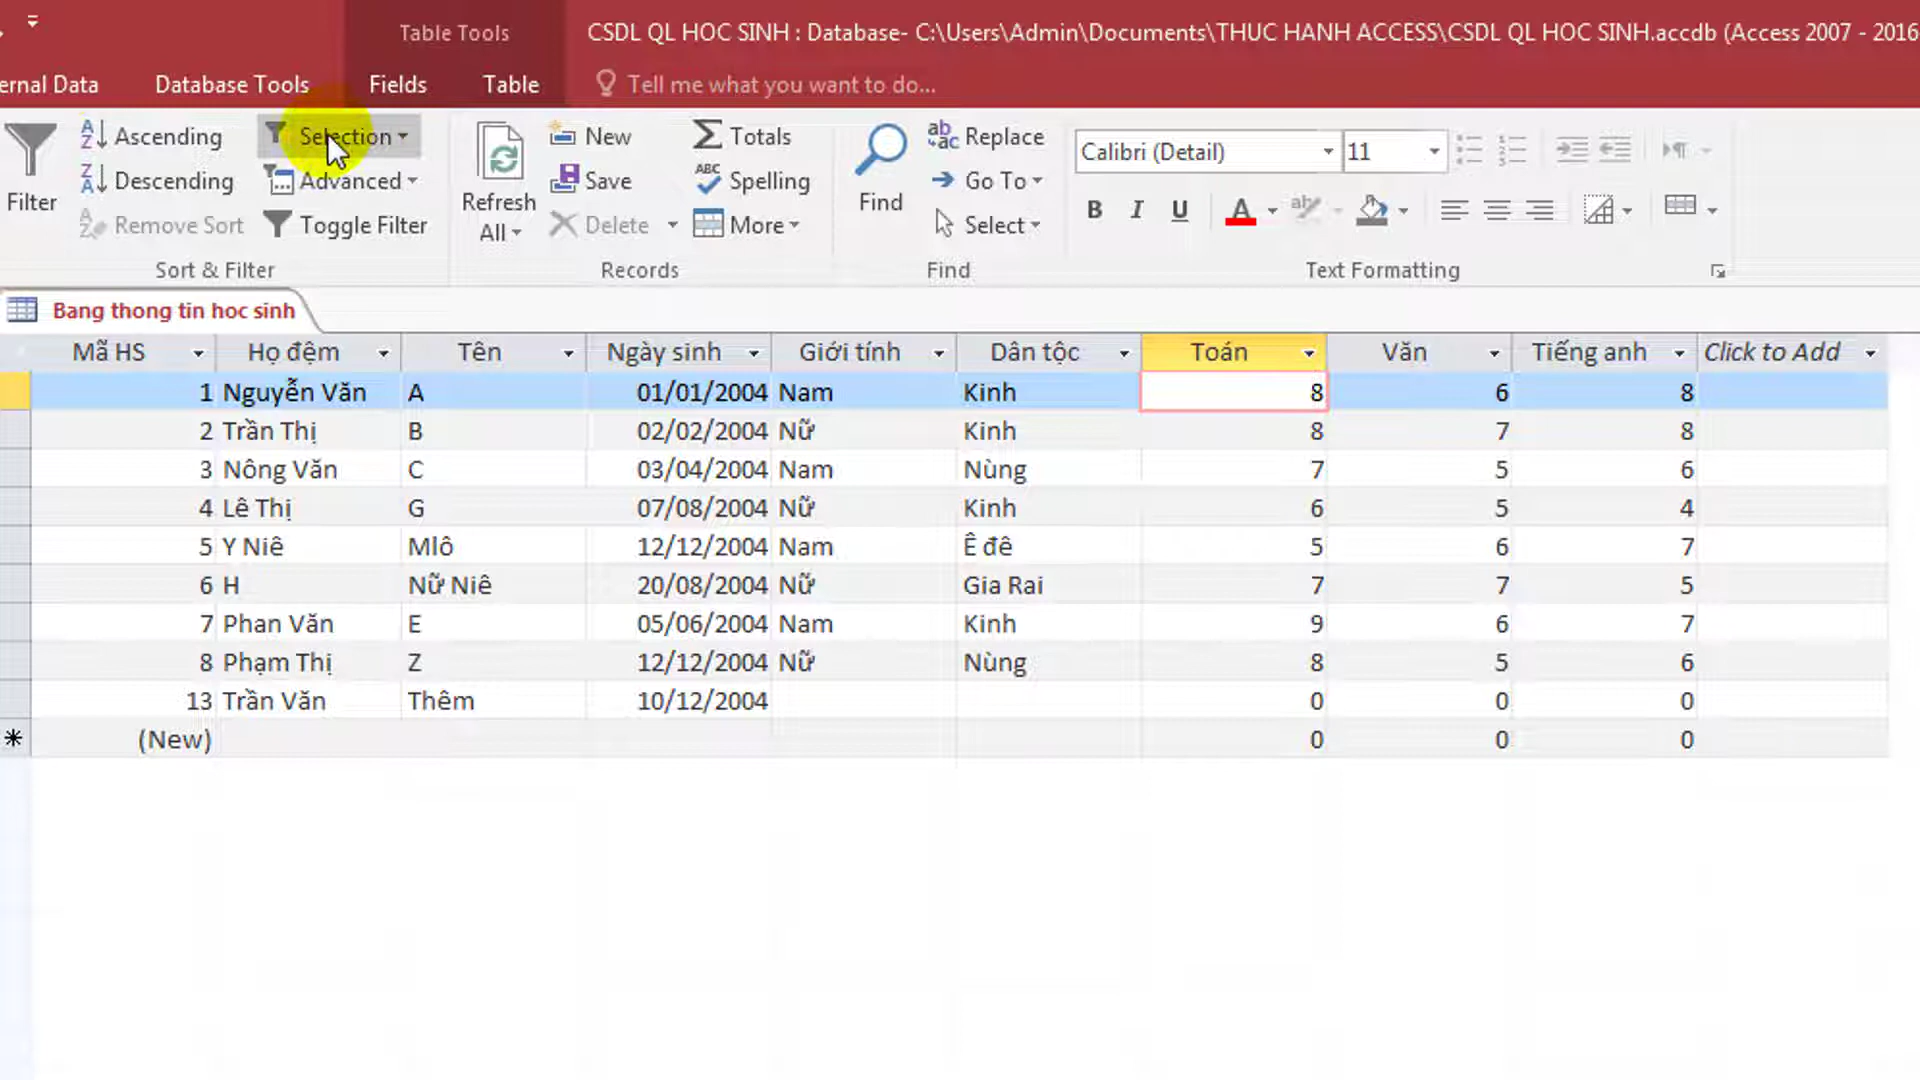 Table Tools
CSDL QL HOC SINH : Database- C:\Users\Admin\Documents\THUC HANH ACCESS\CSDL QL HOC SINH.accdb (Access 2007 - 2016
ernal Data Database Tools Fields Table Tell me what you want to do...
Filter
Ascending
Descending
Remove Sort
Selection
Advanced
Toggle Filter
Sort & Filter
Refresh
All
New
Save
Delete
Totals
Spelling
More
Records
Find
Replace
Go To
Select
Find
Calibri (Detail) 11
B I U A
Text Formatting
Bang thong tin hoc sinh
Mã HS Họ đệm Tên Ngày sinh Giới tính Dân tộc Toán Văn Tiếng anh Click to Add
1 Nguyễn Văn A 01/01/2004 Nam Kinh 8 6 8
2 Trần Thị B 02/02/2004 Nữ Kinh 8 7 8
3 Nông Văn C 03/04/2004 Nam Nùng 7 5 6
4 Lê Thị G 07/08/2004 Nữ Kinh 6 5 4
5 Y Niê Mlô 12/12/2004 Nam Ê đê 5 6 7
6 H Nữ Niê 20/08/2004 Nữ Gia Rai 7 7 5
7 Phan Văn E 05/06/2004 Nam Kinh 9 6 7
8 Phạm Thị Z 12/12/2004 Nữ Nùng 8 5 6
13 Trần Văn Thêm 10/12/2004 0 0 0
(New) 0 0 0